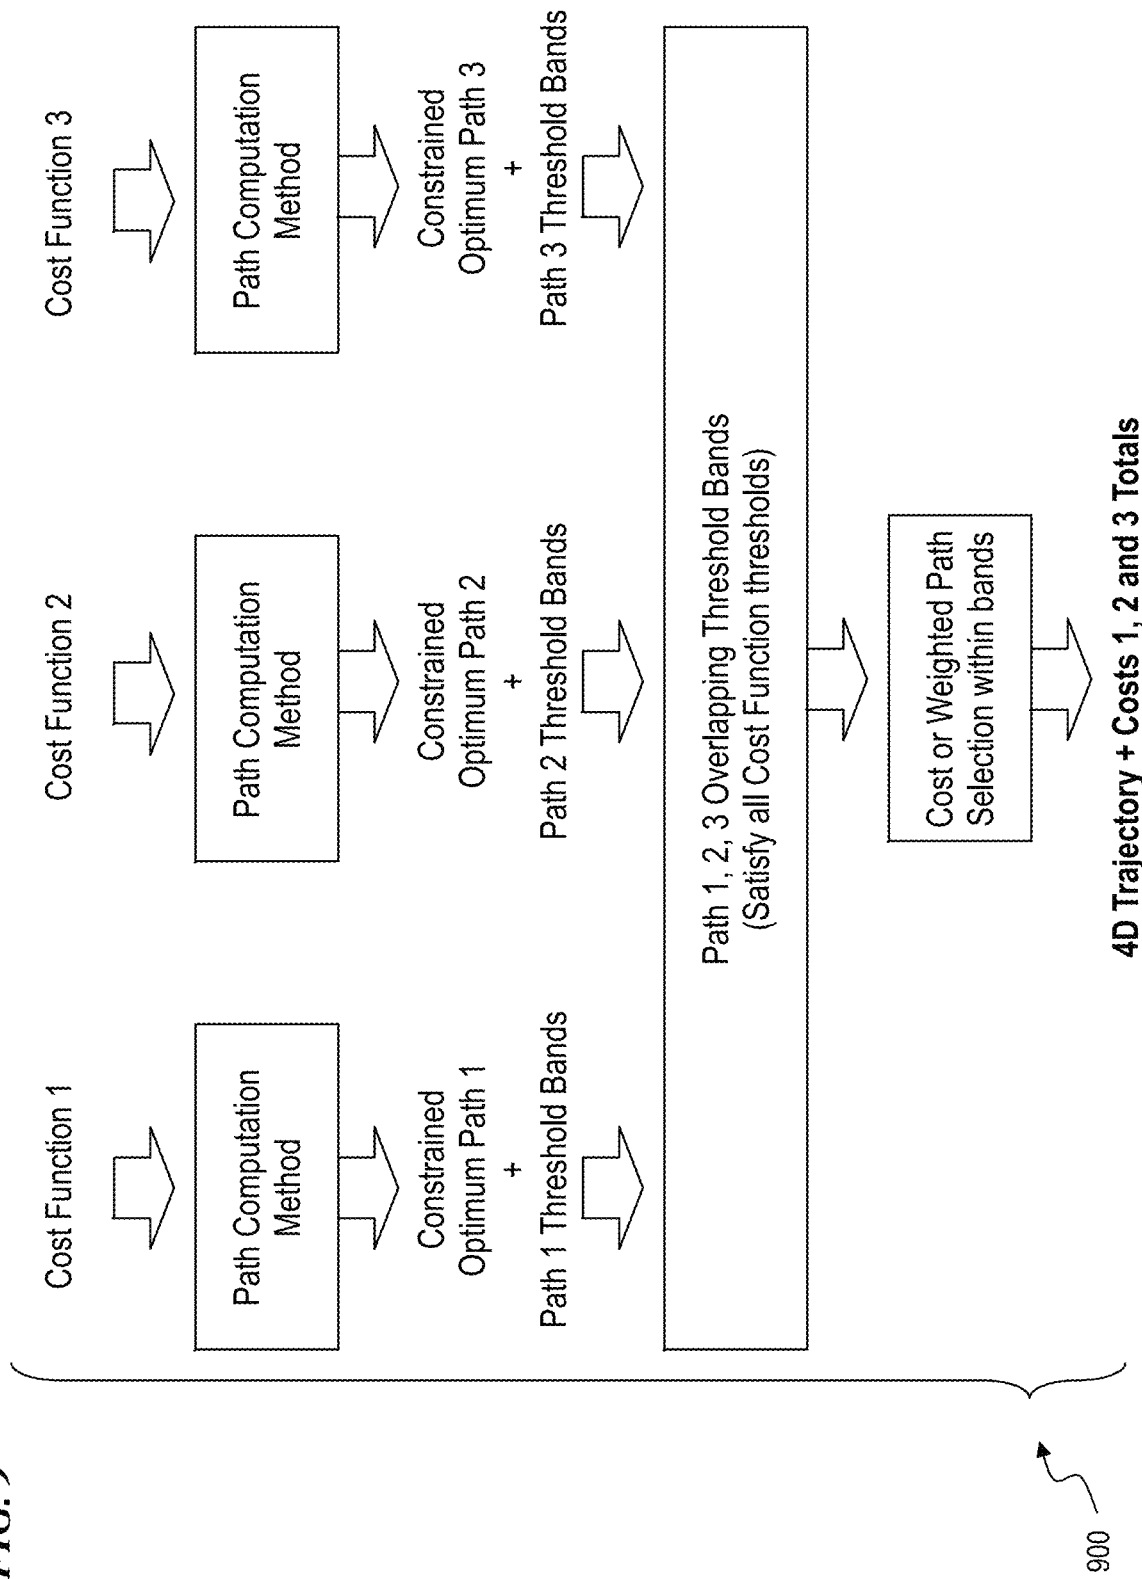 FIG. 9
Cost Function 1
Cost Function 2
Cost Function 3
Path Computation
Method
Path Computation
Method
Path Computation
Method
Constrained
Optimum Path 1
+
Path 1 Threshold Bands
Constrained
Optimum Path 2
+
Path 2 Threshold Bands
Constrained
Optimum Path 3
+
Path 3 Threshold Bands
Path 1, 2, 3 Overlapping Threshold Bands
(Satisfy all Cost Function thresholds)
Cost or Weighted Path
Selection within bands
4D Trajectory + Costs 1, 2 and 3 Totals
900